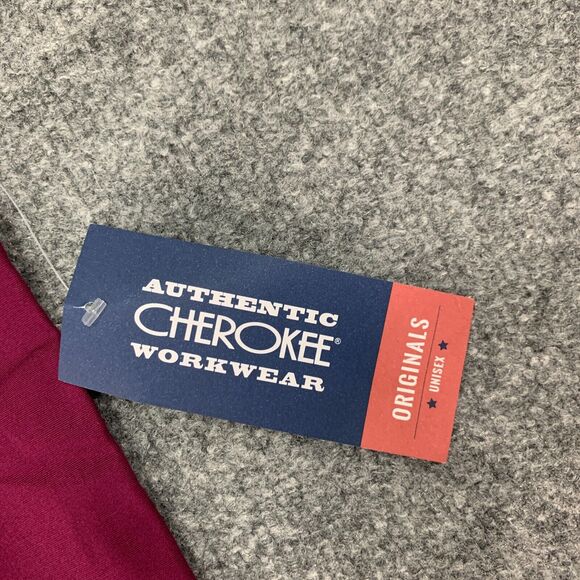 AUTHENTIC
CHEROKEE®
WORKWEAR
ORIGINALS
★ UNISEX ★